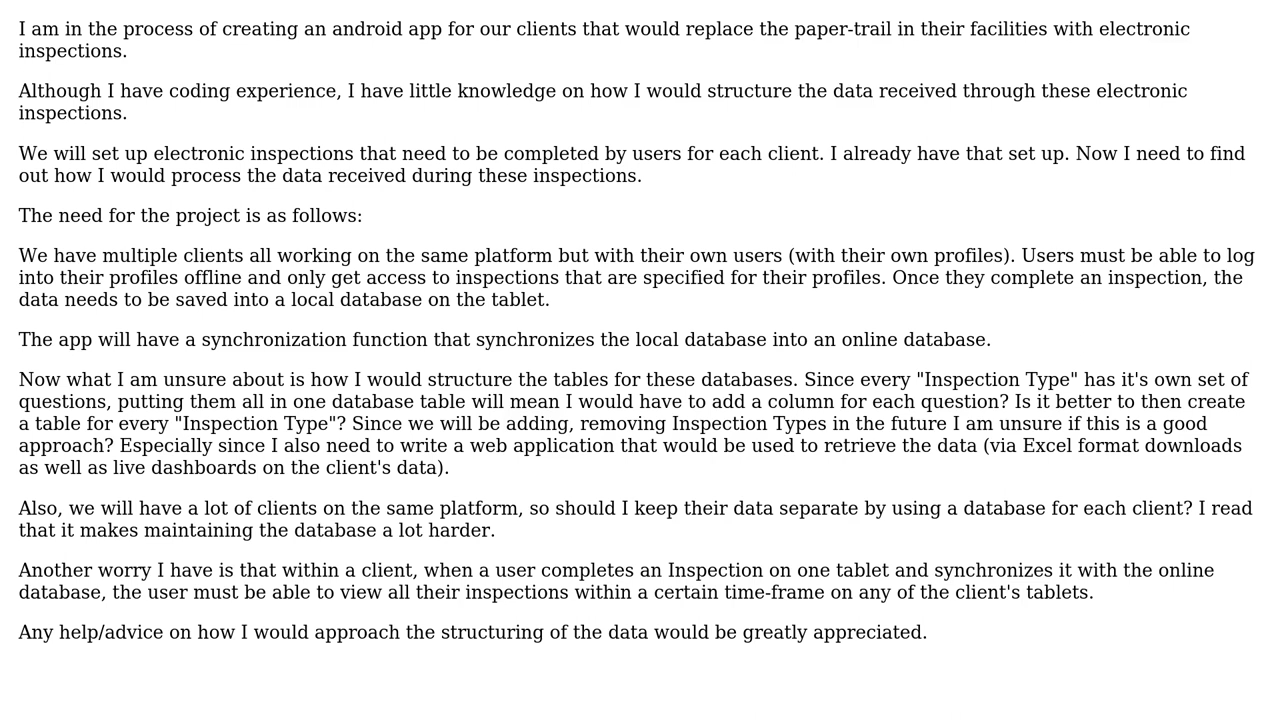 I am in the process of creating an android app for our clients that would replace the paper-trail in their facilities with electronic
inspections.
Although I have coding experience, I have little knowledge on how I would structure the data received through these electronic
inspections.
We will set up electronic inspections that need to be completed by users for each client. I already have that set up. Now I need to find
out how I would process the data received during these inspections.
The need for the project is as follows:
We have multiple clients all working on the same platform but with their own users (with their own profiles). Users must be able to log
into their profiles offline and only get access to inspections that are specified for their profiles. Once they complete an inspection, the
data needs to be saved into a local database on the tablet.
The app will have a synchronization function that synchronizes the local database into an online database.
Now what I am unsure about is how I would structure the tables for these databases. Since every "Inspection Type" has it's own set of
questions, putting them all in one database table will mean I would have to add a column for each question? Is it better to then create
a table for every "Inspection Type"? Since we will be adding, removing Inspection Types in the future I am unsure if this is a good
approach? Especially since I also need to write a web application that would be used to retrieve the data (via Excel format downloads
as well as live dashboards on the client's data).
Also, we will have a lot of clients on the same platform, so should I keep their data separate by using a database for each client? I read
that it makes maintaining the database a lot harder.
Another worry I have is that within a client, when a user completes an Inspection on one tablet and synchronizes it with the online
database, the user must be able to view all their inspections within a certain time-frame on any of the client's tablets.
Any help/advice on how I would approach the structuring of the data would be greatly appreciated.